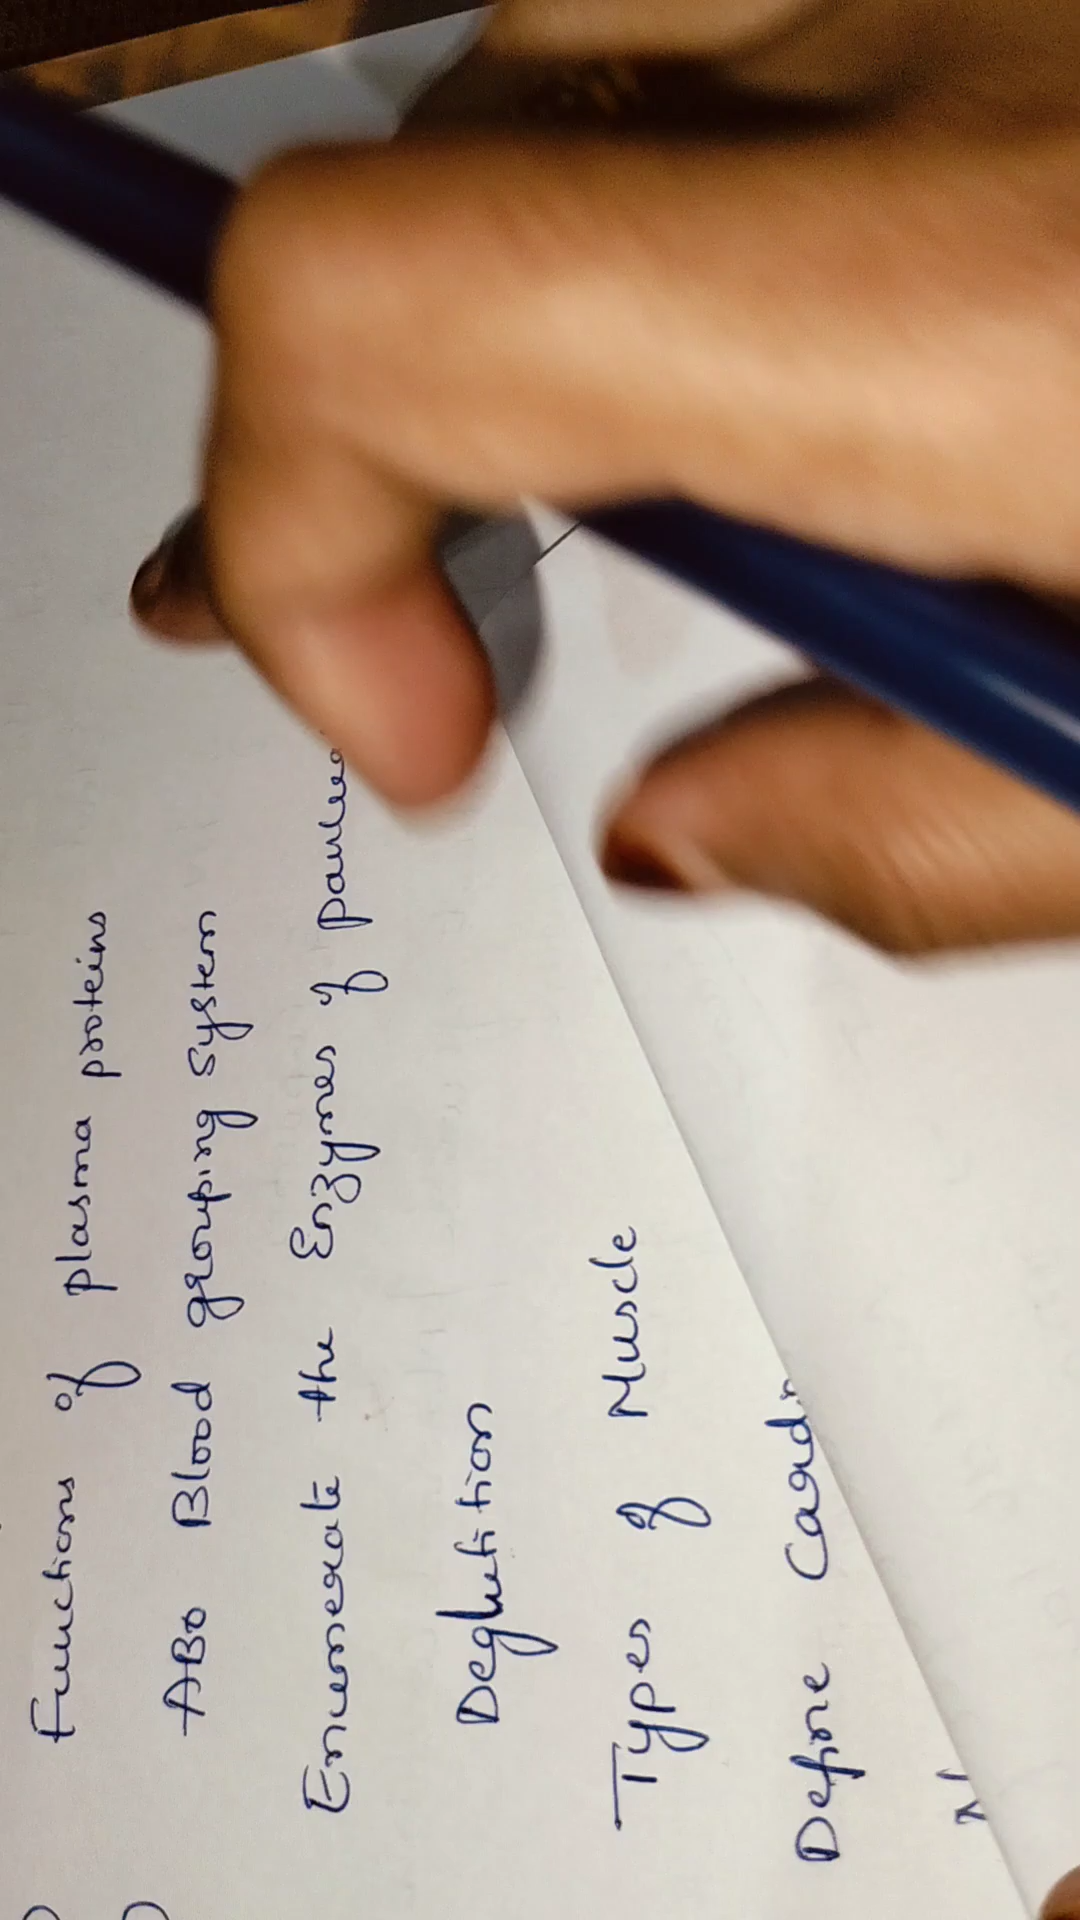 Functions of plasma proteins
ABO Blood grouping system
Enumerate the Enzymes of
Deglutition
Types of Muscle
Define